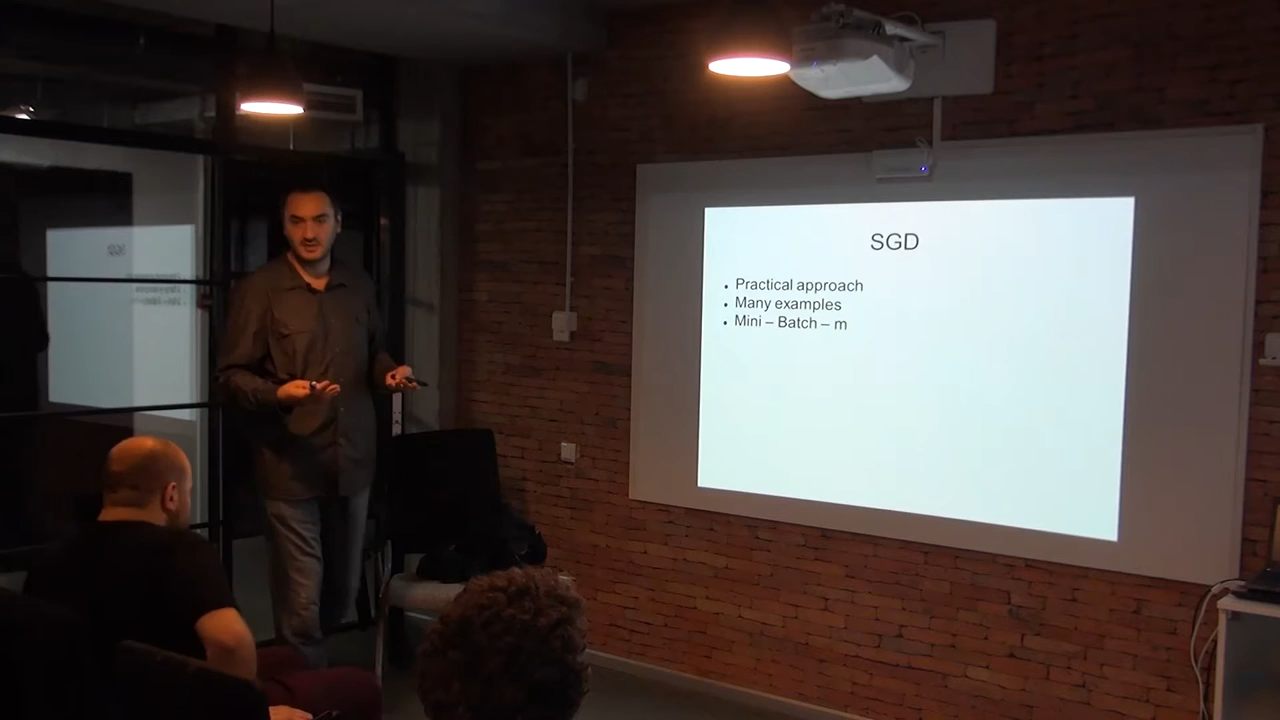 SGD
• Practical approach
• Many examples
• Mini – Batch – m